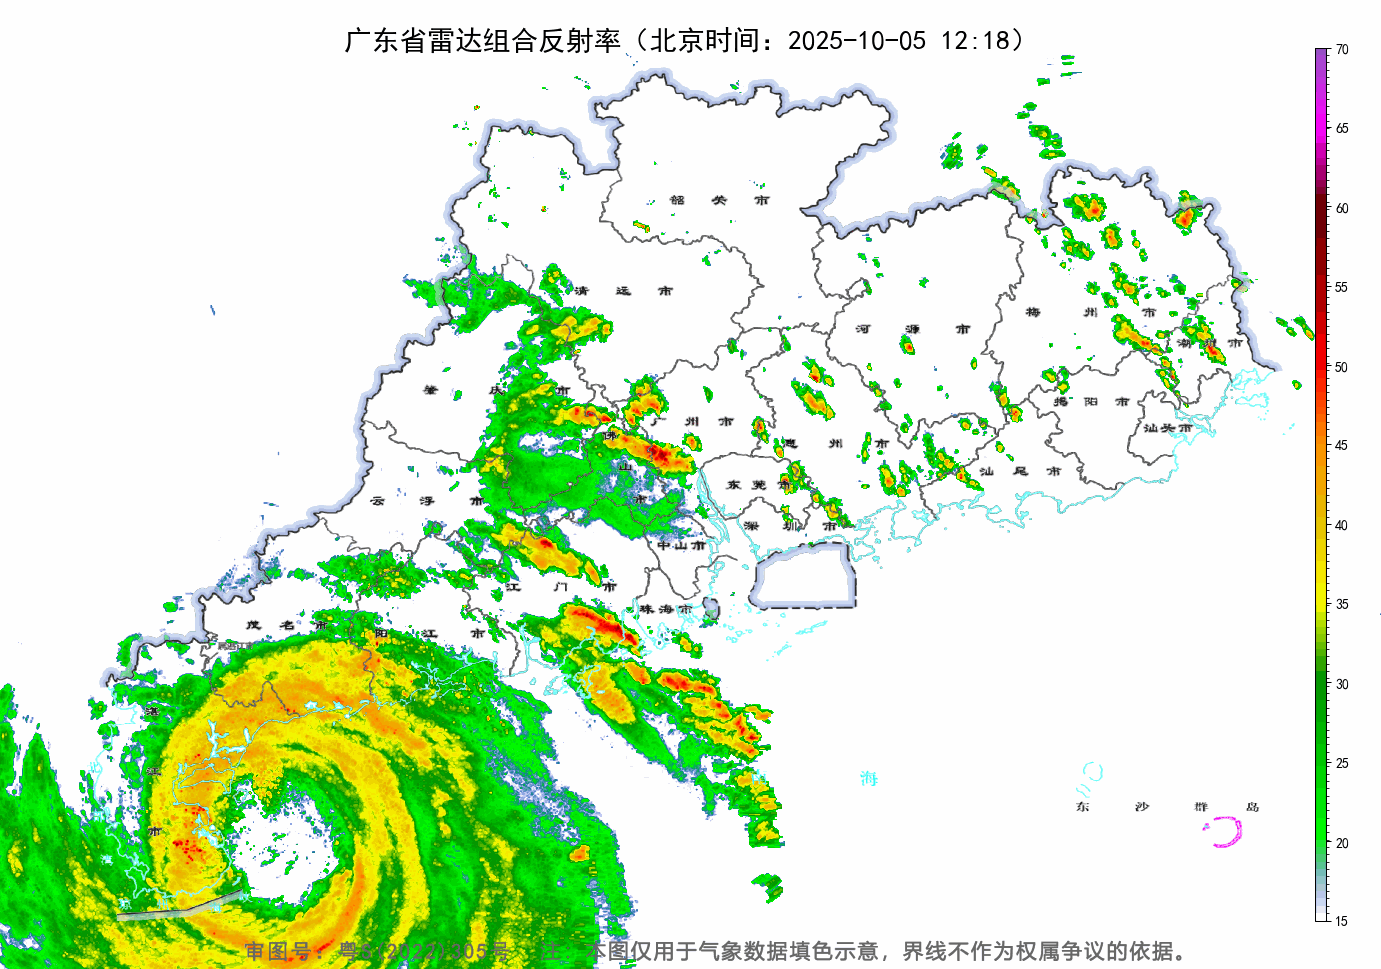 广东省雷达组合反射率（北京时间：2025-10-05 12:18）
70
65
60
55
50
45
40
35
30
25
20
15
韶关市
清远市
河源市
梅州市
潮州市
肇庆市
广州市
揭阳市
汕头市
惠州市
佛山市
汕尾市
云浮市
东莞市
深圳市
中山市
江门市
珠海市
茂名市
阳江市
湛江市
海
东沙群岛
审图号：粤S(2022)305号 注：本图仅用于气象数据填色示意，界线不作为权属争议的依据。